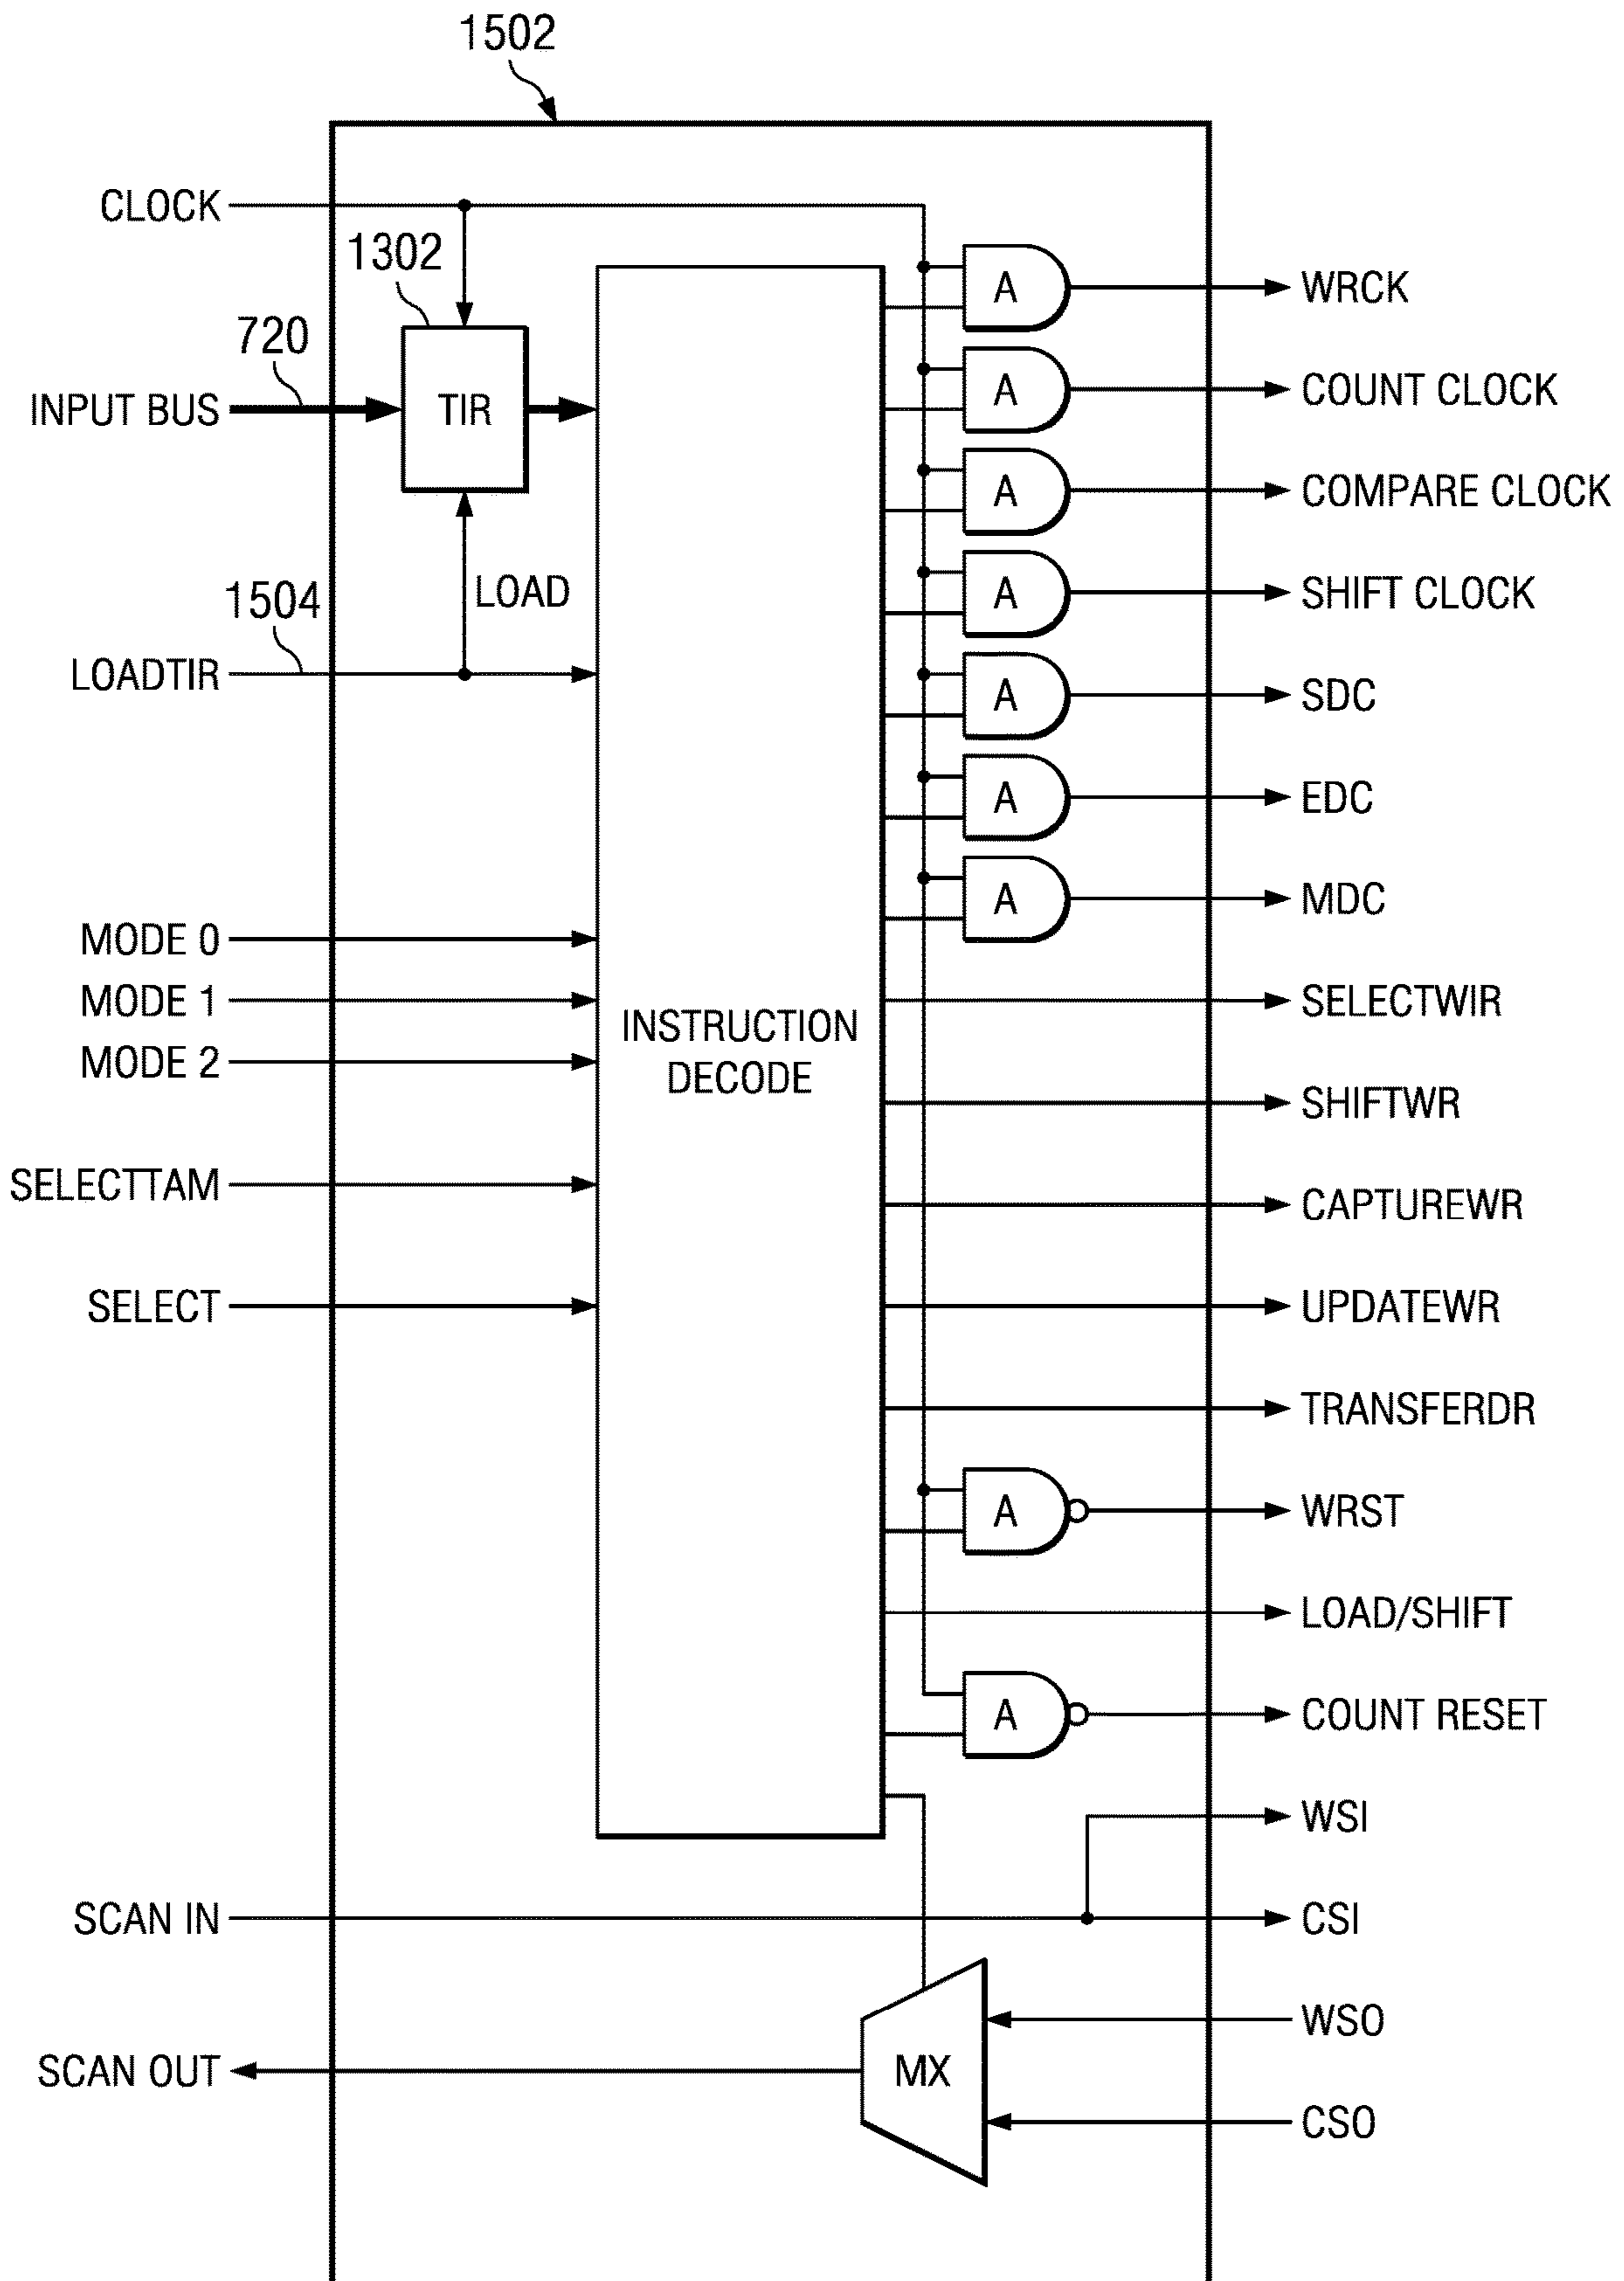 1502
CLOCK
1302
A
WRCK
720
INPUT BUS
TIR
A
COUNT CLOCK
A
COMPARE CLOCK
1504
LOAD
A
SHIFT CLOCK
LOADTIR
A
SDC
A
EDC
A
MDC
MODE 0
MODE 1
MODE 2
INSTRUCTION
DECODE
SELECTWIR
SHIFTWR
SELECTTAM
CAPTUREWR
SELECT
UPDATEWR
TRANSFERDR
A
WRST
LOAD/SHIFT
A
COUNT RESET
WSI
SCAN IN
CSI
WSO
SCAN OUT
MX
CSO